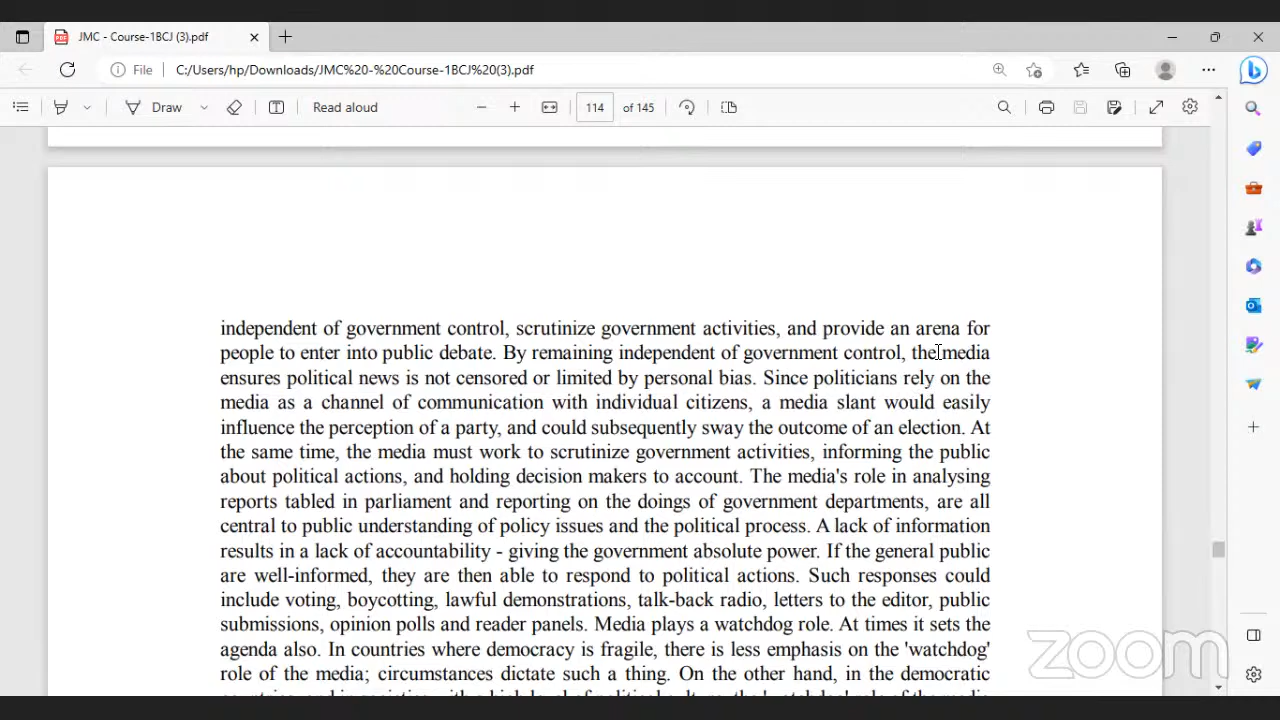 JMC - Course-1BCJ (3).pdf
File
C:/Users/hp/Downloads/JMC%20-%20Course-1BCJ%20(3).pdf
Draw
Read aloud
114 of 145
independent of government control, scrutinize government activities, and provide an arena for
people to enter into public debate. By remaining independent of government control, the media
ensures political news is not censored or limited by personal bias. Since politicians rely on the
media as a channel of communication with individual citizens, a media slant would easily
influence the perception of a party, and could subsequently sway the outcome of an election. At
the same time, the media must work to scrutinize government activities, informing the public
about political actions, and holding decision makers to account. The media's role in analysing
reports tabled in parliament and reporting on the doings of government departments, are all
central to public understanding of policy issues and the political process. A lack of information
results in a lack of accountability - giving the government absolute power. If the general public
are well-informed, they are then able to respond to political actions. Such responses could
include voting, boycotting, lawful demonstrations, talk-back radio, letters to the editor, public
submissions, opinion polls and reader panels. Media plays a watchdog role. At times it sets the
agenda also. In countries where democracy is fragile, there is less emphasis on the 'watchdog'
role of the media; circumstances dictate such a thing. On the other hand, in the democratic
zoom